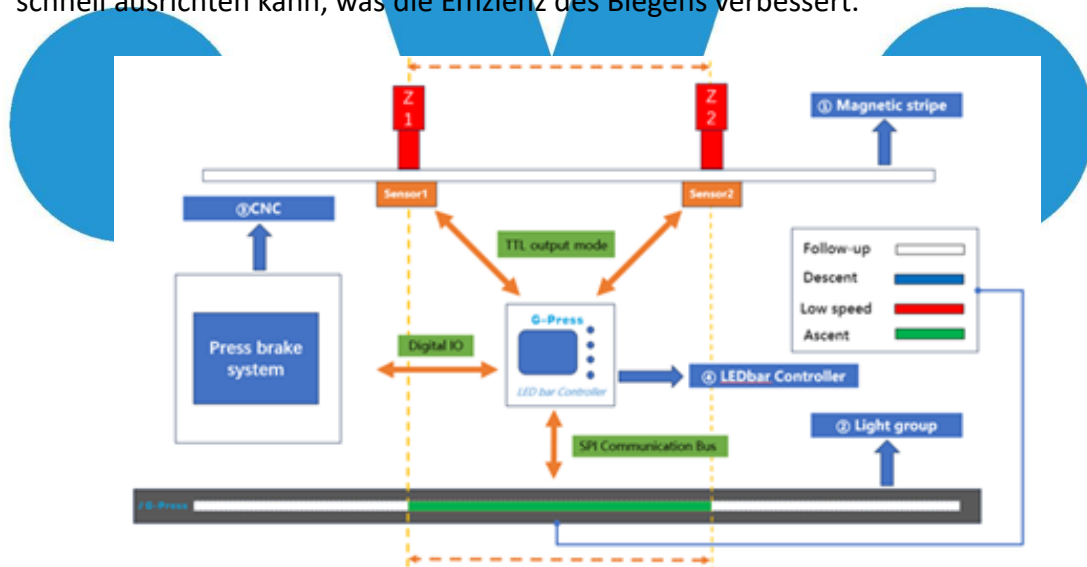 schnell ausrichten kann, was die Effizienz des Biegens verbessert.
Z
1
Z
2
① Magnetic stripe
Sensor1
Sensor2
③CNC
TTL output mode
Follow-up
Descent
Low speed
Ascent
G-Press
Press brake
system
Digital IO
LED bar Controller
④ LEDbar Controller
② Light group
SPI Communication Bus
G-Press